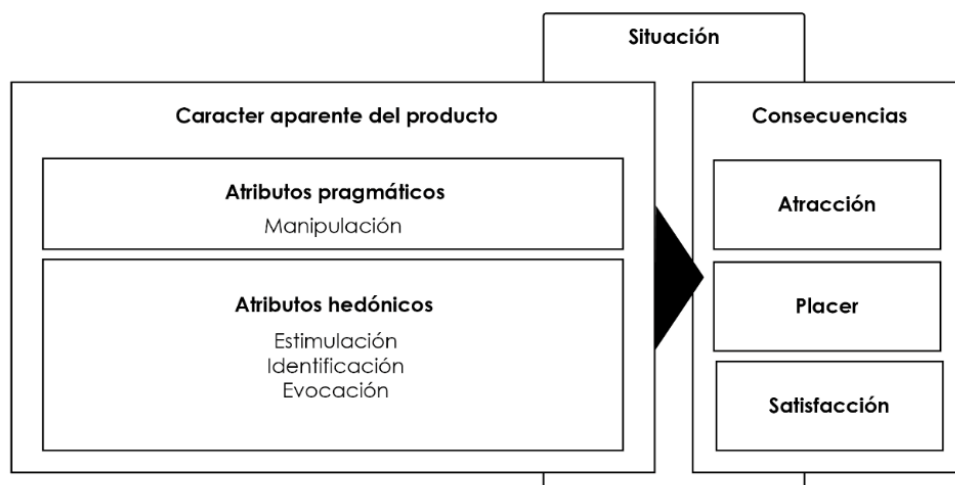 Situación
Caracter aparente del producto
Atributos pragmáticos
Manipulación
Atributos hedónicos
Estimulación
Identificación
Evocación
Consecuencias
Atracción
Placer
Satisfacción